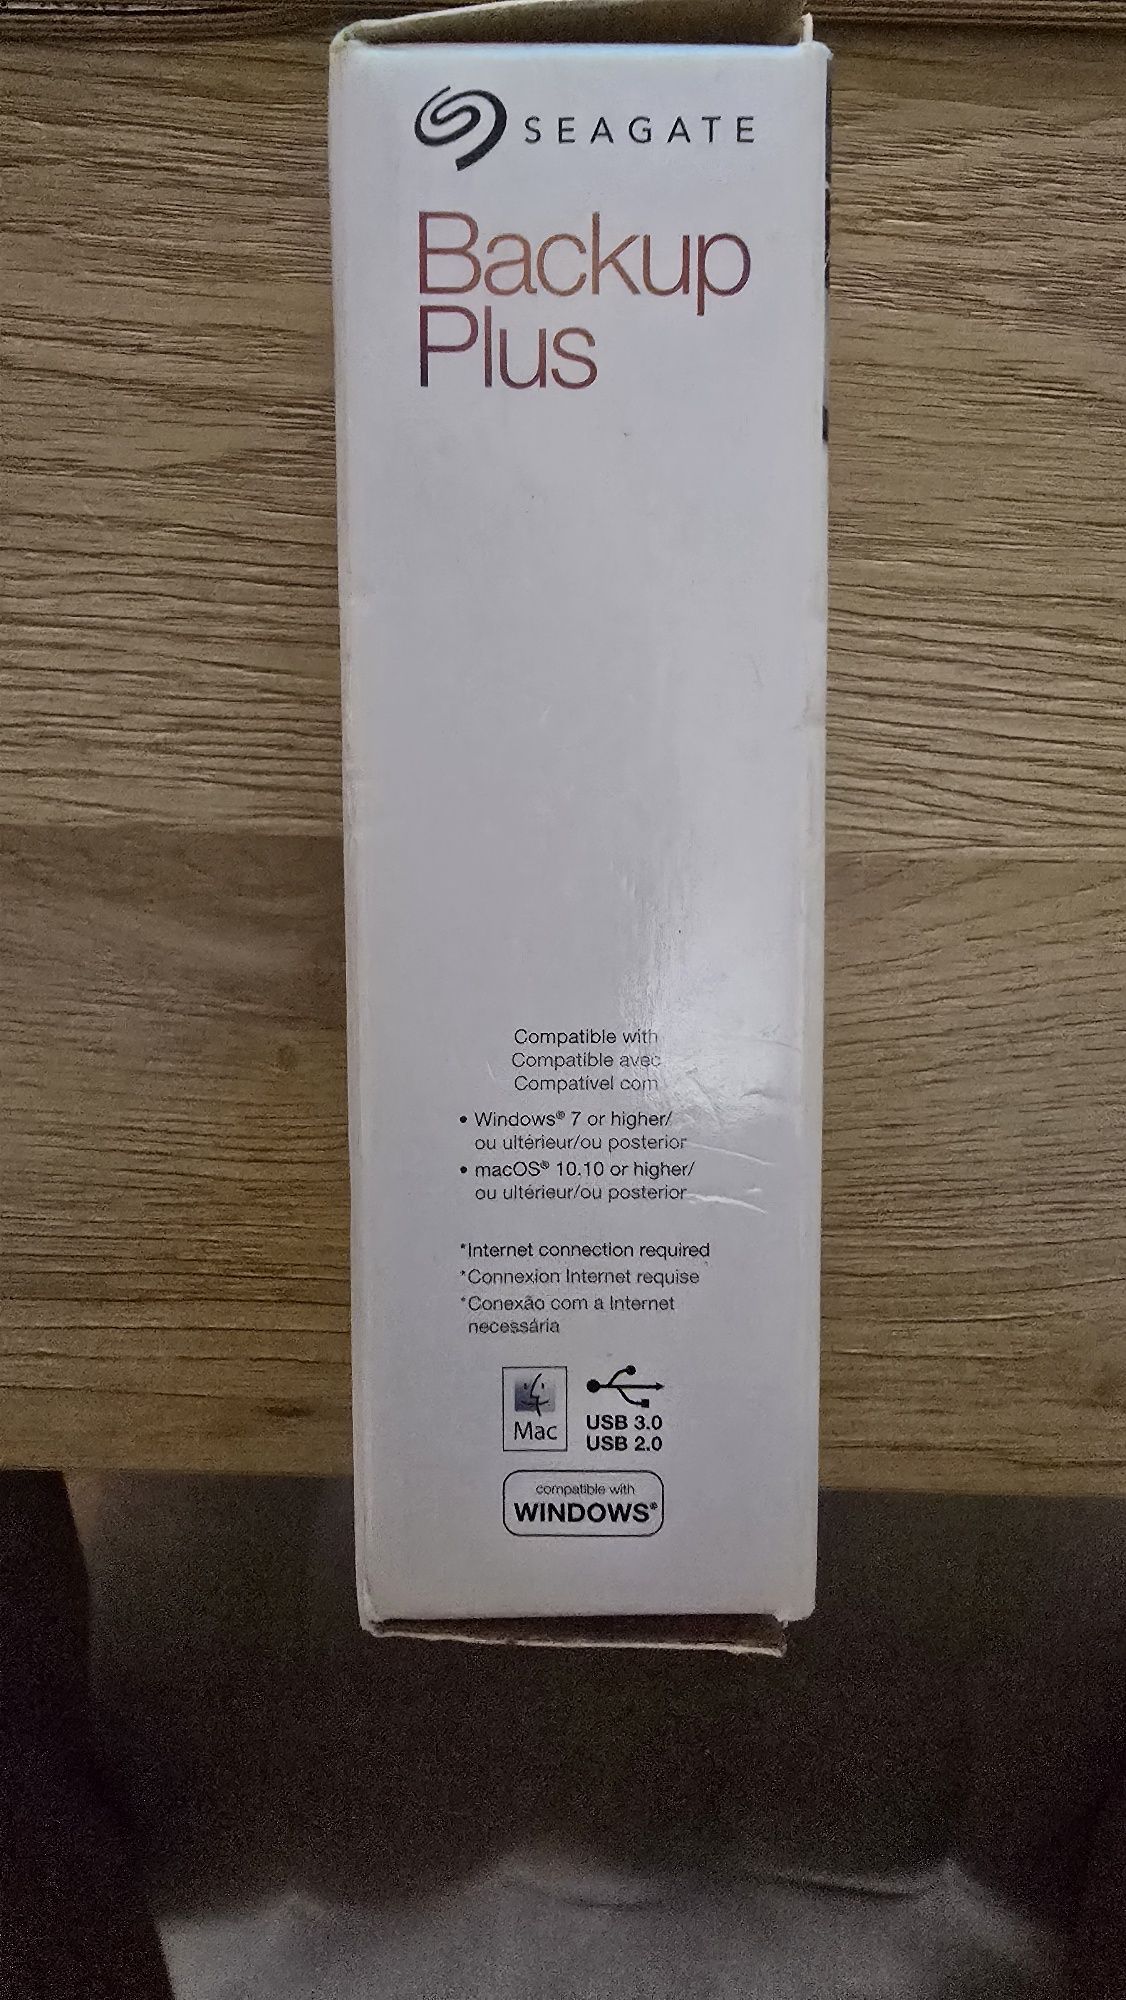 SEAGATE
Backup
Plus
Compatible with
Compatible avec
Compatível com
• Windows® 7 or higher/
ou ultérieur/ou posterior
• macOS® 10.10 or higher/
ou ultérieur/ou posterior
*Internet connection required
*Connexion Internet requise
*Conexão com a Internet
necessária
Mac
USB 3.0
USB 2.0
compatible with
WINDOWS®